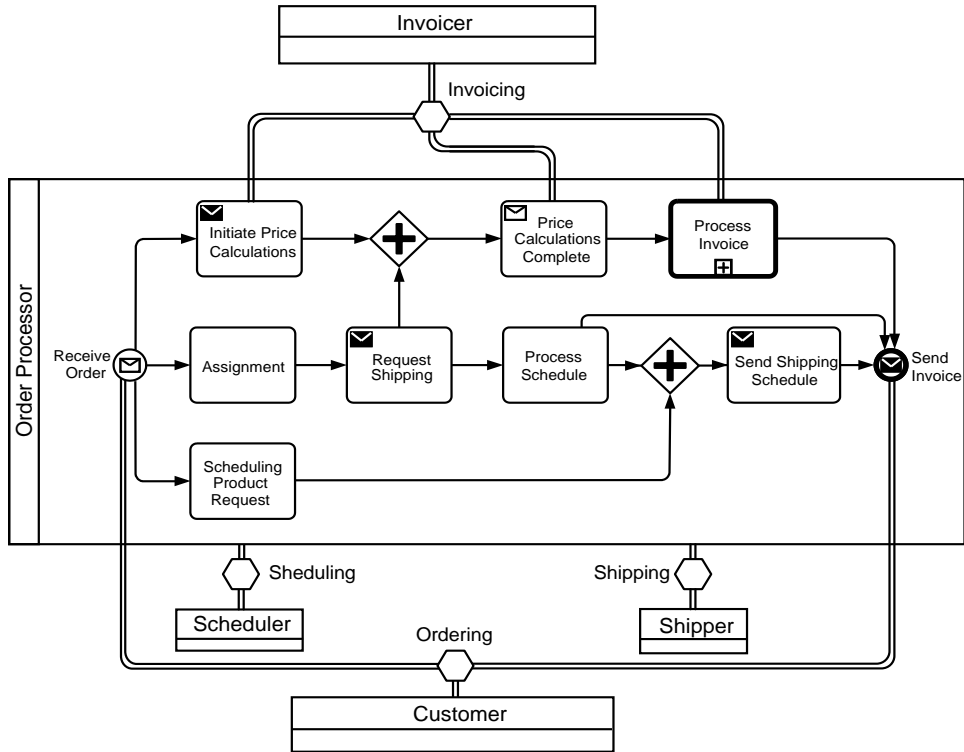 Invoicer
Invoicing
Order Processor
Initiate Price
Calculations
Price
Calculations
Complete
Process
Invoice
Receive
Order
Assignment
Request
Shipping
Process
Schedule
Send Shipping
Schedule
Send
Invoice
Scheduling
Product
Request
Sheduling
Shipping
Scheduler
Shipper
Ordering
Customer